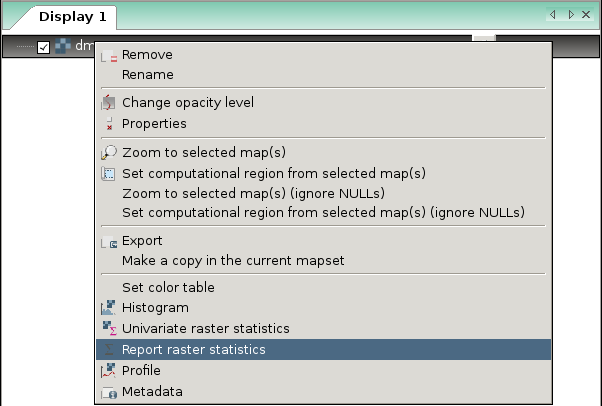 Display 1
Remove
Rename
Change opacity level
Properties
Zoom to selected map(s)
Set computational region from selected map(s)
Zoom to selected map(s) (ignore NULLs)
Set computational region from selected map(s) (ignore NULLs)
Export
Make a copy in the current mapset
Set color table
Histogram
Univariate raster statistics
Report raster statistics
Profile
Metadata